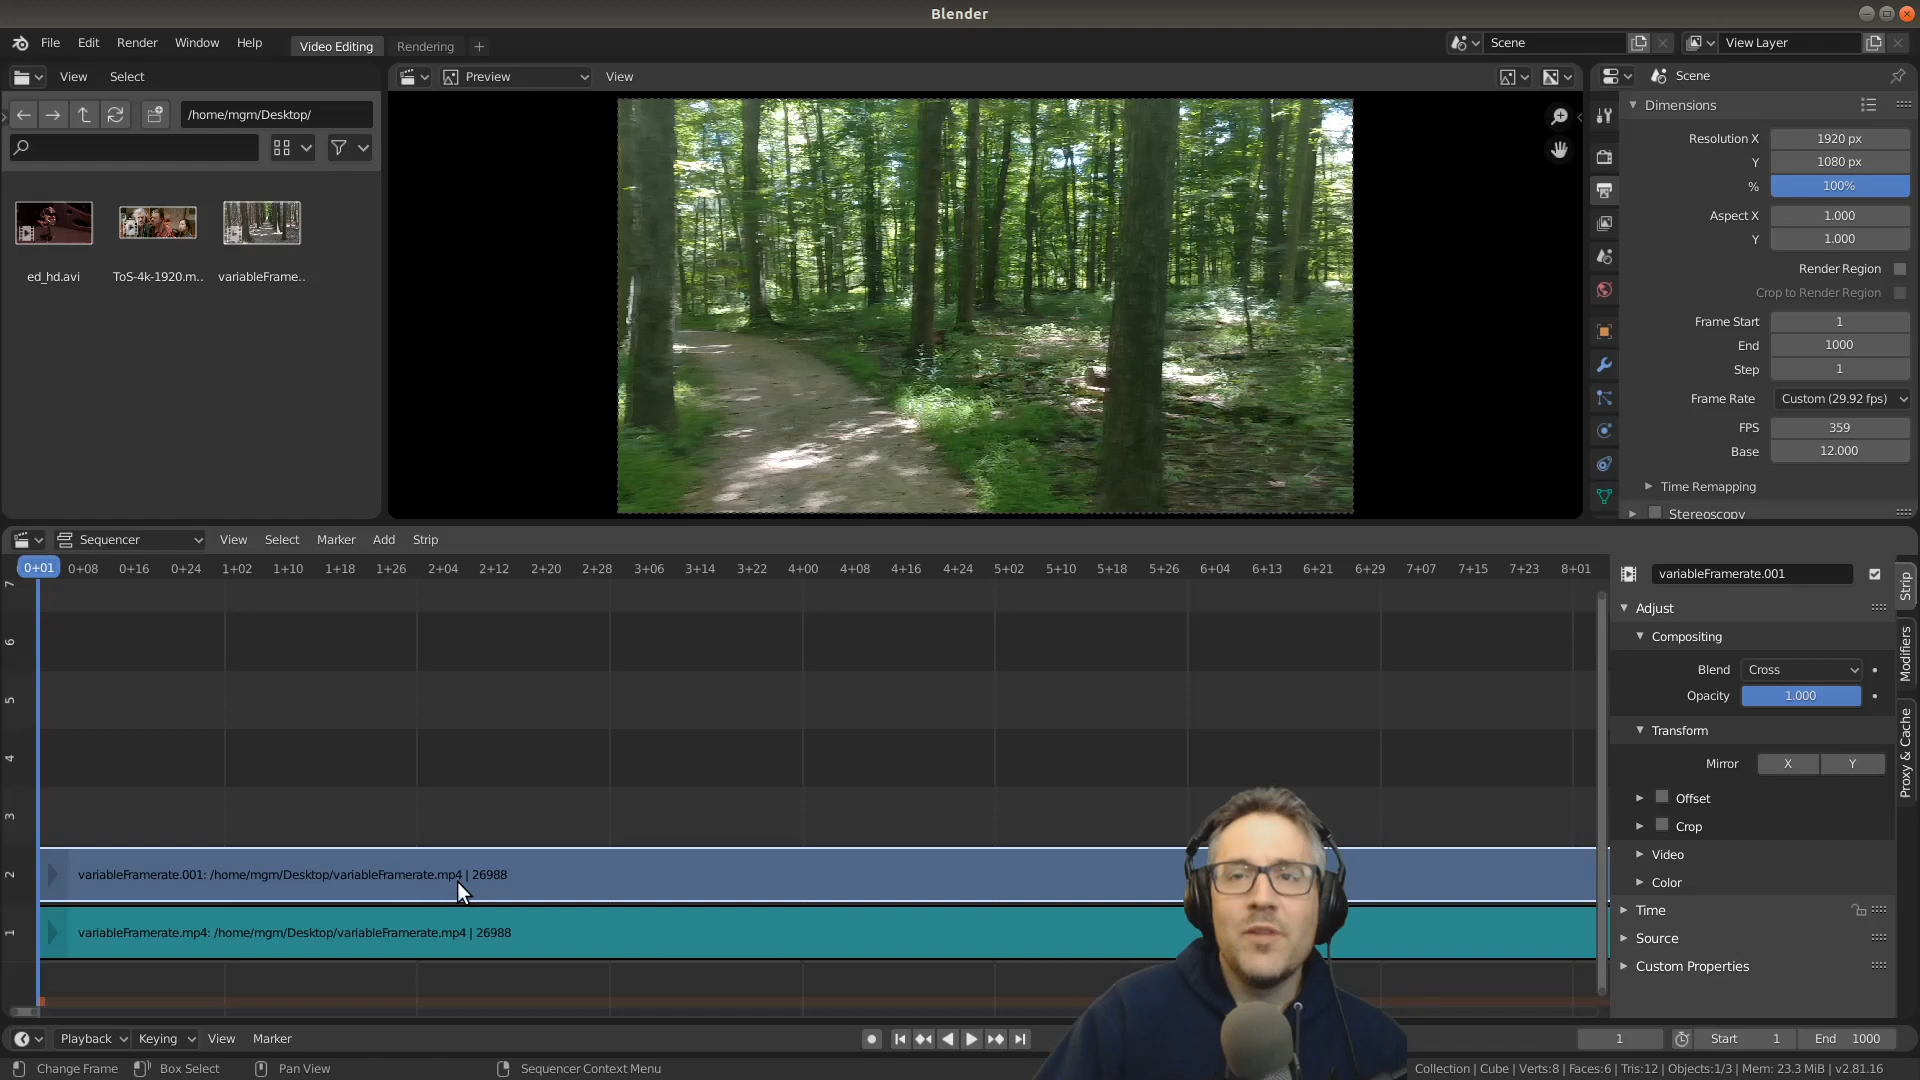 Blender
File Edit Render Window Help Video Editing Rendering + Scene View Layer
View Select Preview View Scene
/home/mgm/Desktop/
ed_hd.avi ToS-4k-1920.m.. variableFrame..
Dimensions
Resolution X 1920 px
Y 1080 px
% 100%
Aspect X 1.000
Y 1.000
Render Region
Crop to Render Region
Frame Start 1
End 1000
Step 1
Frame Rate Custom (29.92 fps)
FPS 359
Base 12.000
Time Remapping
Stereoscopy
Sequencer View Select Marker Add Strip
0+01 0+08 0+16 0+24 1+02 1+10 1+18 1+26 2+04 2+12 2+20 2+28 3+06 3+14 3+22 4+00 4+08 4+16 4+24 5+02 5+10 5+18 5+26 6+04 6+13 6+21 6+29 7+07 7+15 7+23 8+01
7
6
5
4
3
2 variableFramerate.001: /home/mgm/Desktop/variableFramerate.mp4 | 26988
1 variableFramerate.mp4: /home/mgm/Desktop/variableFramerate.mp4 | 26988
variableFramerate.001
Adjust
Compositing
Blend Cross
Opacity 1.000
Transform
Mirror X Y
Offset
Crop
Video
Color
Time
Source
Custom Properties
Strip
Modifiers
Proxy & Cache
Playback Keying View Marker 1 Start 1 End 1000
Change Frame Box Select Pan View Sequencer Context Menu Collection | Cube | Verts:8 | Faces:6 | Tris:12 | Objects:1/3 | Mem: 23.3 MiB | v2.81.16